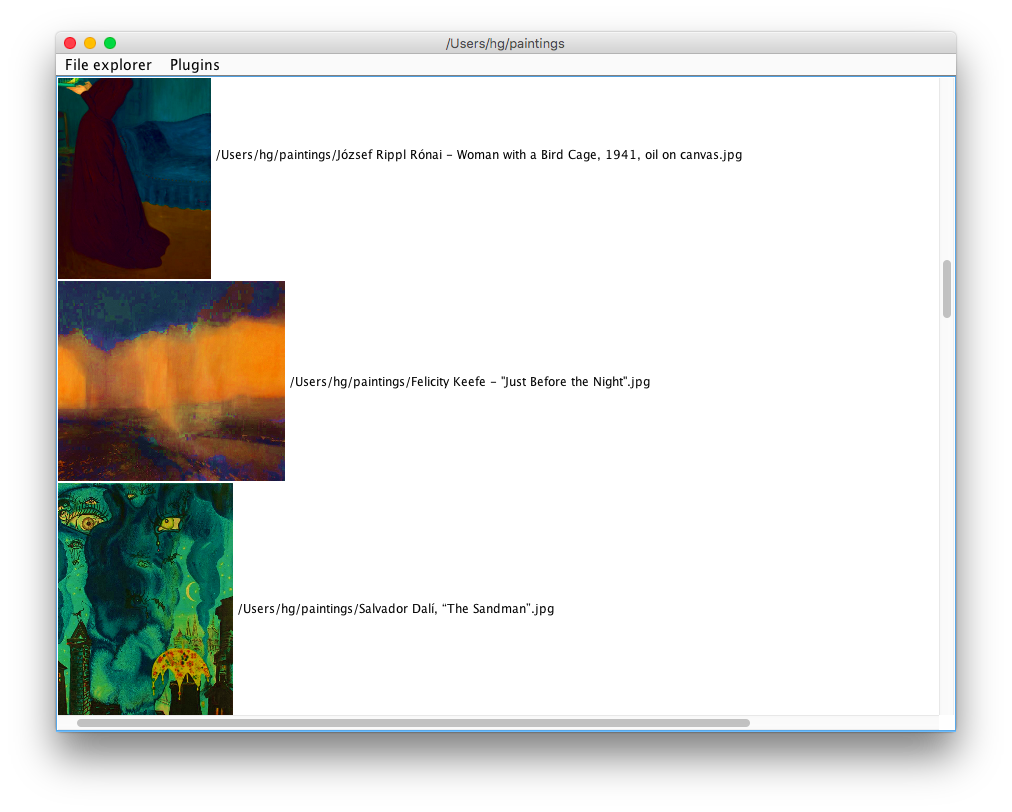 /Users/hg/paintings
File explorer Plugins
/Users/hg/paintings/József Rippl Rónai - Woman with a Bird Cage, 1941, oil on canvas.jpg
/Users/hg/paintings/Felicity Keefe - "Just Before the Night".jpg
/Users/hg/paintings/Salvador Dalí, “The Sandman”.jpg